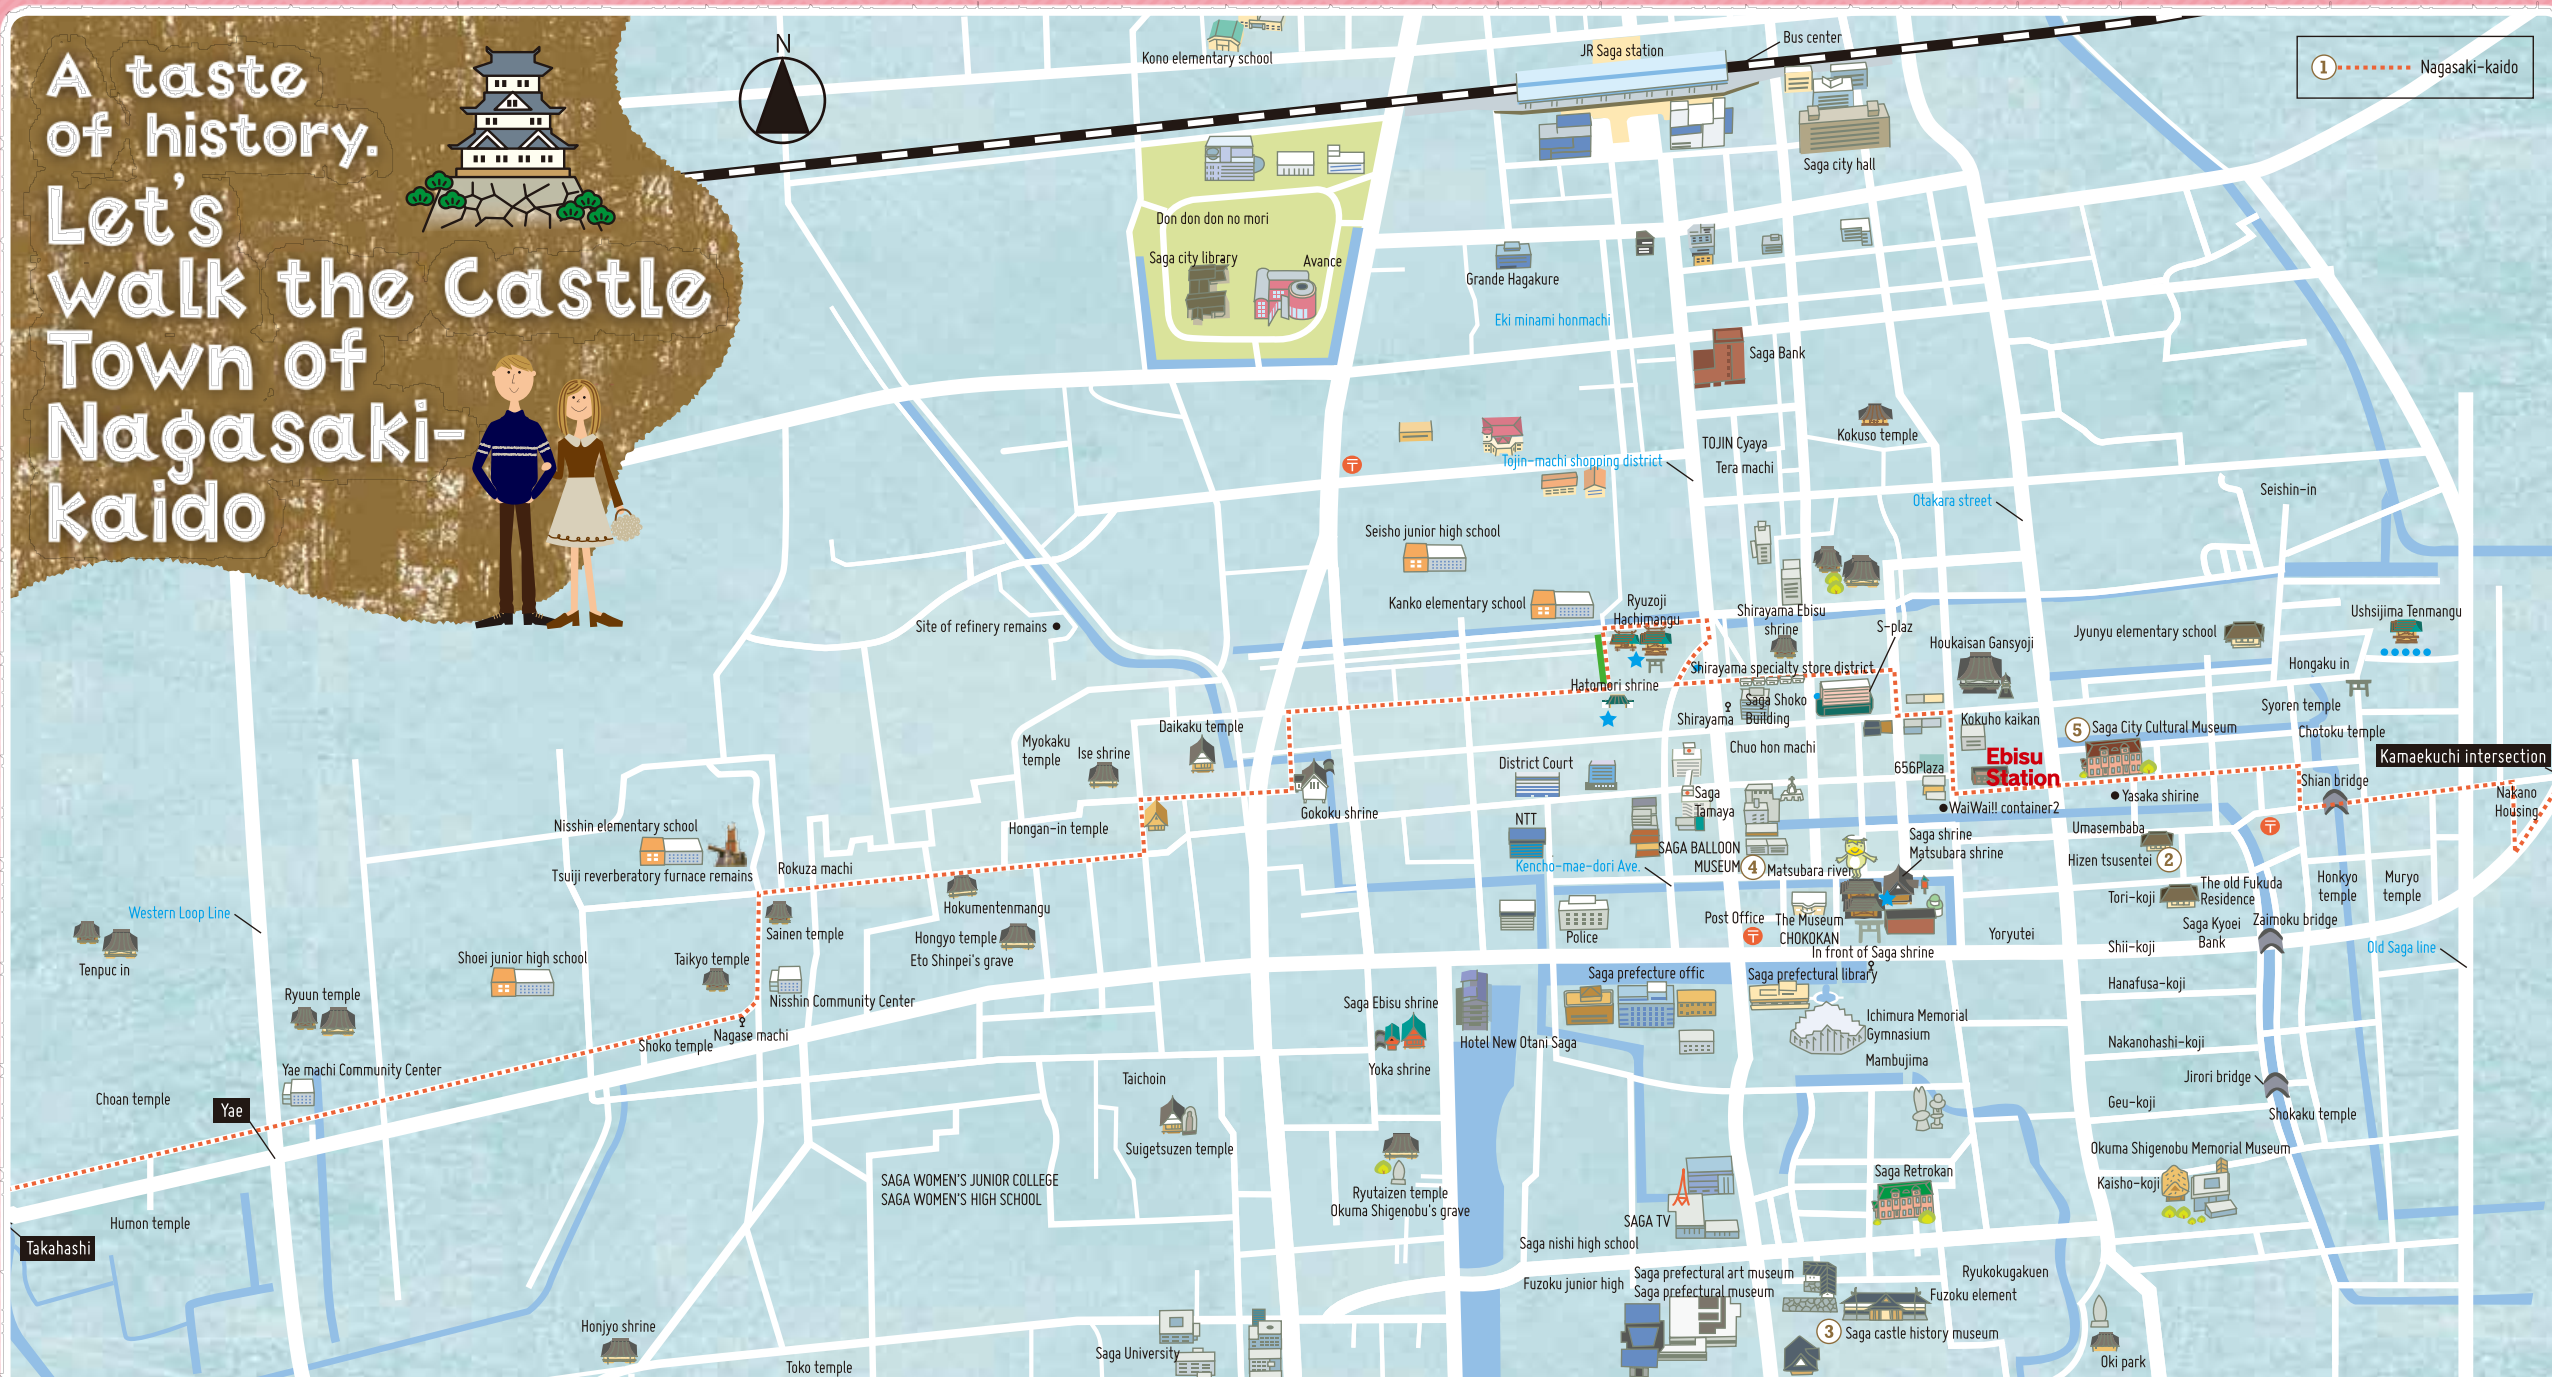 A taste
of history.
Let's
walk the Castle
Town of
Nagasaki-
kaido
N
Kono elementary school
JR Saga station
Bus center
1
Nagasaki-kaido
Saga city hall
Don don don no mori
Saga city library
Avance
Grande Hagakure
Eki minami honmachi
Saga Bank
Kokuso temple
TOJIN Cyaya
Tojin-machi shopping district
Tera machi
Otakara street
Seishin-in
Seisho junior high school
Kanko elementary school
Ryuzoji
Hachimangu
Shirayama Ebisu
shrine
S-plaz
Houkaisan Gansyoji
Jyunyu elementary school
Ushsijima Tenmangu
Site of refinery remains
Shirayama specialty store district
Hongaku in
Hatomori shrine
Saga Shoko
Building
Shirayama
Syoren temple
Kokuho kaikan
5
Saga City Cultural Museum
Chotoku temple
Daikaku temple
Myokaku
temple
Ise shrine
Chuo hon machi
Kamaekuchi intersection
District Court
656Plaza
Ebisu
Station
Shian bridge
Nakano
Housing
Saga
Tamaya
Yasaka shirine
WaiWai!! container2
Gokoku shrine
Hongan-in temple
NTT
Nisshin elementary school
Umasembaba
Saga shrine
Matsubara shrine
SAGA BALLOON
MUSEUM
4
Matsubara river
Hizen tsusentei
2
Kencho-mae-dori Ave.
Rokuza machi
Tsuiji reverberatory furnace remains
Honkyo
temple
Muryo
temple
The old Fukuda
Residence
Tori-koji
Hokumentenmangu
Western Loop Line
Post Office
The Museum
CHOKOKAN
Saga Kyoei
Bank
Zaimoku bridge
Sainen temple
Hongyo temple
Eto Shinpei's grave
Police
Yoryutei
Shii-koji
Old Saga line
In front of Saga shrine
Tenpuc in
Shoei junior high school
Taikyo temple
Saga prefecture offic
Saga prefectural library
Hanafusa-koji
Ryuun temple
Nisshin Community Center
Saga Ebisu shrine
Ichimura Memorial
Gymnasium
Nagase machi
Shoko temple
Hotel New Otani Saga
Nakanohashi-koji
Yae machi Community Center
Yoka shrine
Mambujima
Taichoin
Jirori bridge
Choan temple
Yae
Geu-koji
Shokaku temple
Suigetsuzen temple
Okuma Shigenobu Memorial Museum
SAGA WOMEN'S JUNIOR COLLEGE
SAGA WOMEN'S HIGH SCHOOL
Saga Retrokan
Kaisho-koji
Ryutaizen temple
Okuma Shigenobu's grave
Humon temple
SAGA TV
Takahashi
Saga nishi high school
Saga prefectural art museum
Saga prefectural museum
Fuzoku junior high
Ryukokugakuen
Fuzoku element
Honjyo shrine
3
Saga castle history museum
Saga University
Toko temple
Oki park